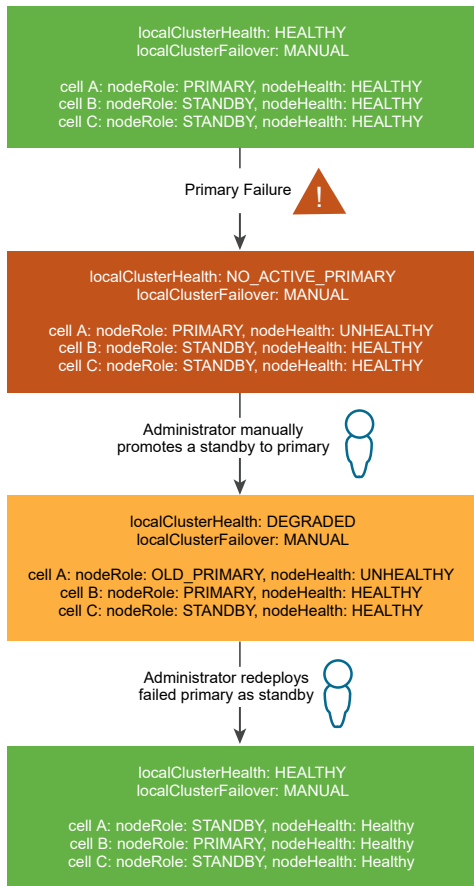 localClusterHealth: HEALTHY
localClusterFailover: MANUAL
cell A: nodeRole: PRIMARY, nodeHealth: HEALTHY
cell B: nodeRole: STANDBY, nodeHealth: HEALTHY
cell C: nodeRole: STANDBY, nodeHealth: HEALTHY
Primary Failure
!
localClusterHealth: NO_ACTIVE_PRIMARY
localClusterFailover: MANUAL
cell A: nodeRole: PRIMARY, nodeHealth: UNHEALTHY
cell B: nodeRole: STANDBY, nodeHealth: HEALTHY
cell C: nodeRole: STANDBY, nodeHealth: HEALTHY
Administrator manually
promotes a standby to primary
localClusterHealth: DEGRADED
localClusterFailover: MANUAL
cell A: nodeRole: OLD_PRIMARY, nodeHealth: UNHEALTHY
cell B: nodeRole: PRIMARY, nodeHealth: HEALTHY
cell C: nodeRole: STANDBY, nodeHealth: HEALTHY
Administrator redeploys
failed primary as standby
localClusterHealth: HEALTHY
localClusterFailover: MANUAL
cell A: nodeRole: STANDBY, nodeHealth: Healthy
cell B: nodeRole: PRIMARY, nodeHealth: Healthy
cell C: nodeRole: STANDBY, nodeHealth: Healthy